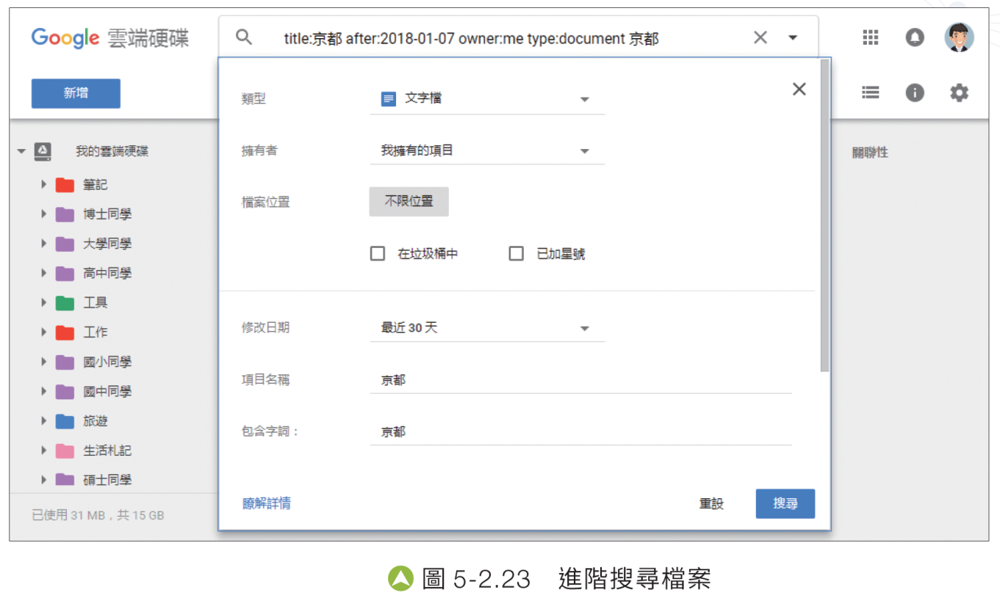 Google 雲端硬碟
title:京都 after:2018-01-07 owner:me type:document 京都
新增
我的雲端硬碟
筆記
博士同學
大學同學
高中同學
工具
工作
國小同學
國中同學
旅遊
生活札記
碩士同學
已使用 31 MB，共 15 GB
類型 文字檔
擁有者 我擁有的項目
檔案位置 不限位置
在垃圾桶中 已加星號
修改日期 最近 30 天
項目名稱 京都
包含字詞： 京都
瞭解詳情 重設 搜尋
關聯性
圖 5-2.23 進階搜尋檔案